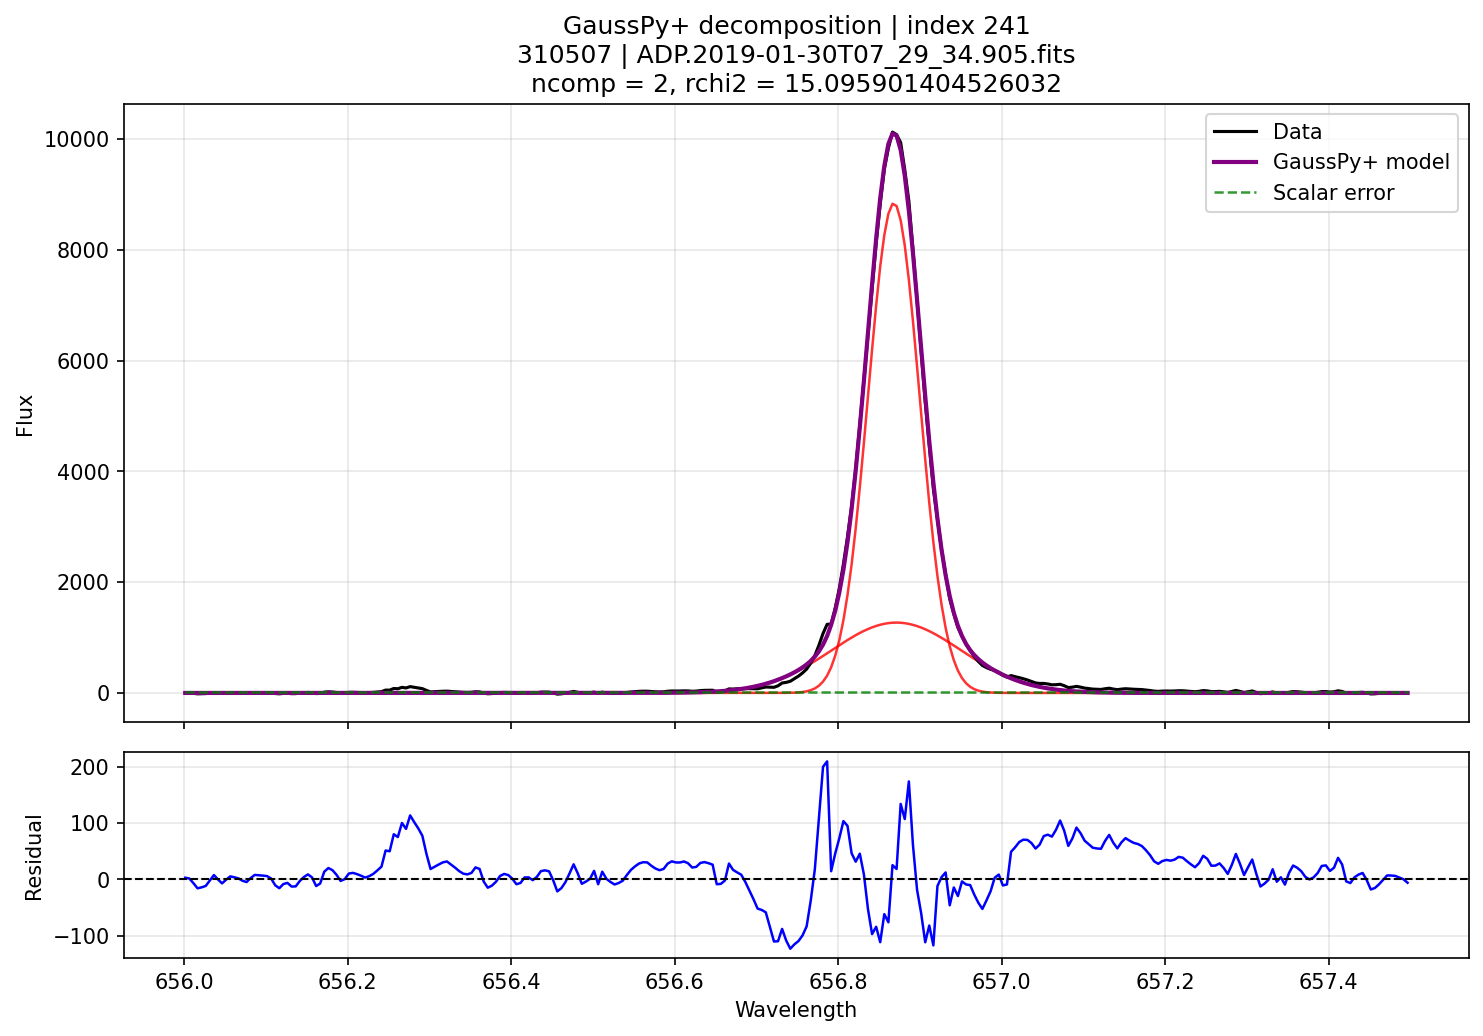 GaussPy+ decomposition | index 241
310507 | ADP.2019-01-30T07_29_34.905.fits
ncomp = 2, rchi2 = 15.095901404526032
Data
GaussPy+ model
Scalar error
10000
8000
6000
4000
2000
0
Flux
200
100
0
−100
Residual
656.0
656.2
656.4
656.6
656.8
657.0
657.2
657.4
Wavelength